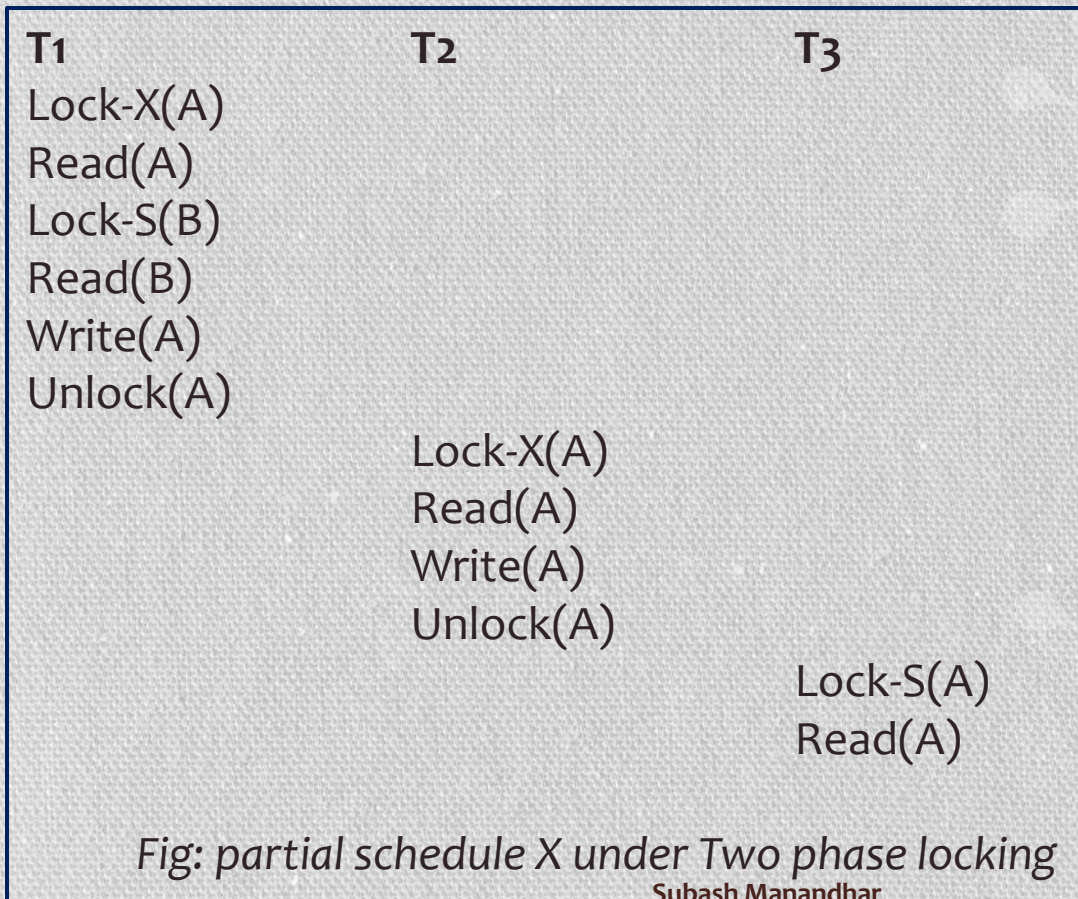 T1 T2 T3
Lock-X(A)
Read(A)
Lock-S(B)
Read(B)
Write(A)
Unlock(A)
Lock-X(A)
Read(A)
Write(A)
Unlock(A)
Lock-S(A)
Read(A)
Fig: partial schedule X under Two phase locking
Subash Manandhar